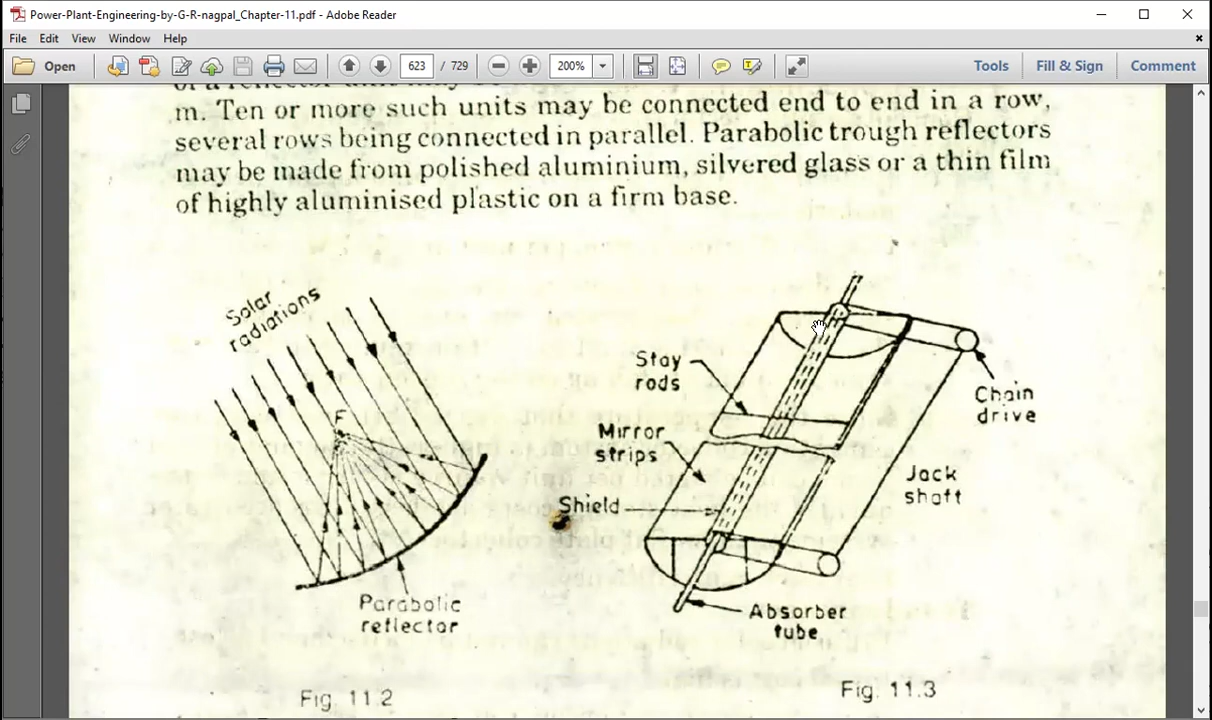 Power-Plant-Engineering-by-G-R-nagpal_Chapter-11.pdf - Adobe Reader
File Edit View Window Help
Open 623 / 729 200% Tools Fill & Sign Comment
m. Ten or more such units may be connected end to end in a row,
several rows being connected in parallel. Parabolic trough reflectors
may be made from polished aluminium, silvered glass or a thin film
of highly aluminised plastic on a firm base.
Solar
radiations
F
Parabolic
reflector
Fig. 11.2
Stay
rods
Mirror
strips
Shield
Chain
drive
Jack
shaft
Absorber
tube
Fig. 11.3